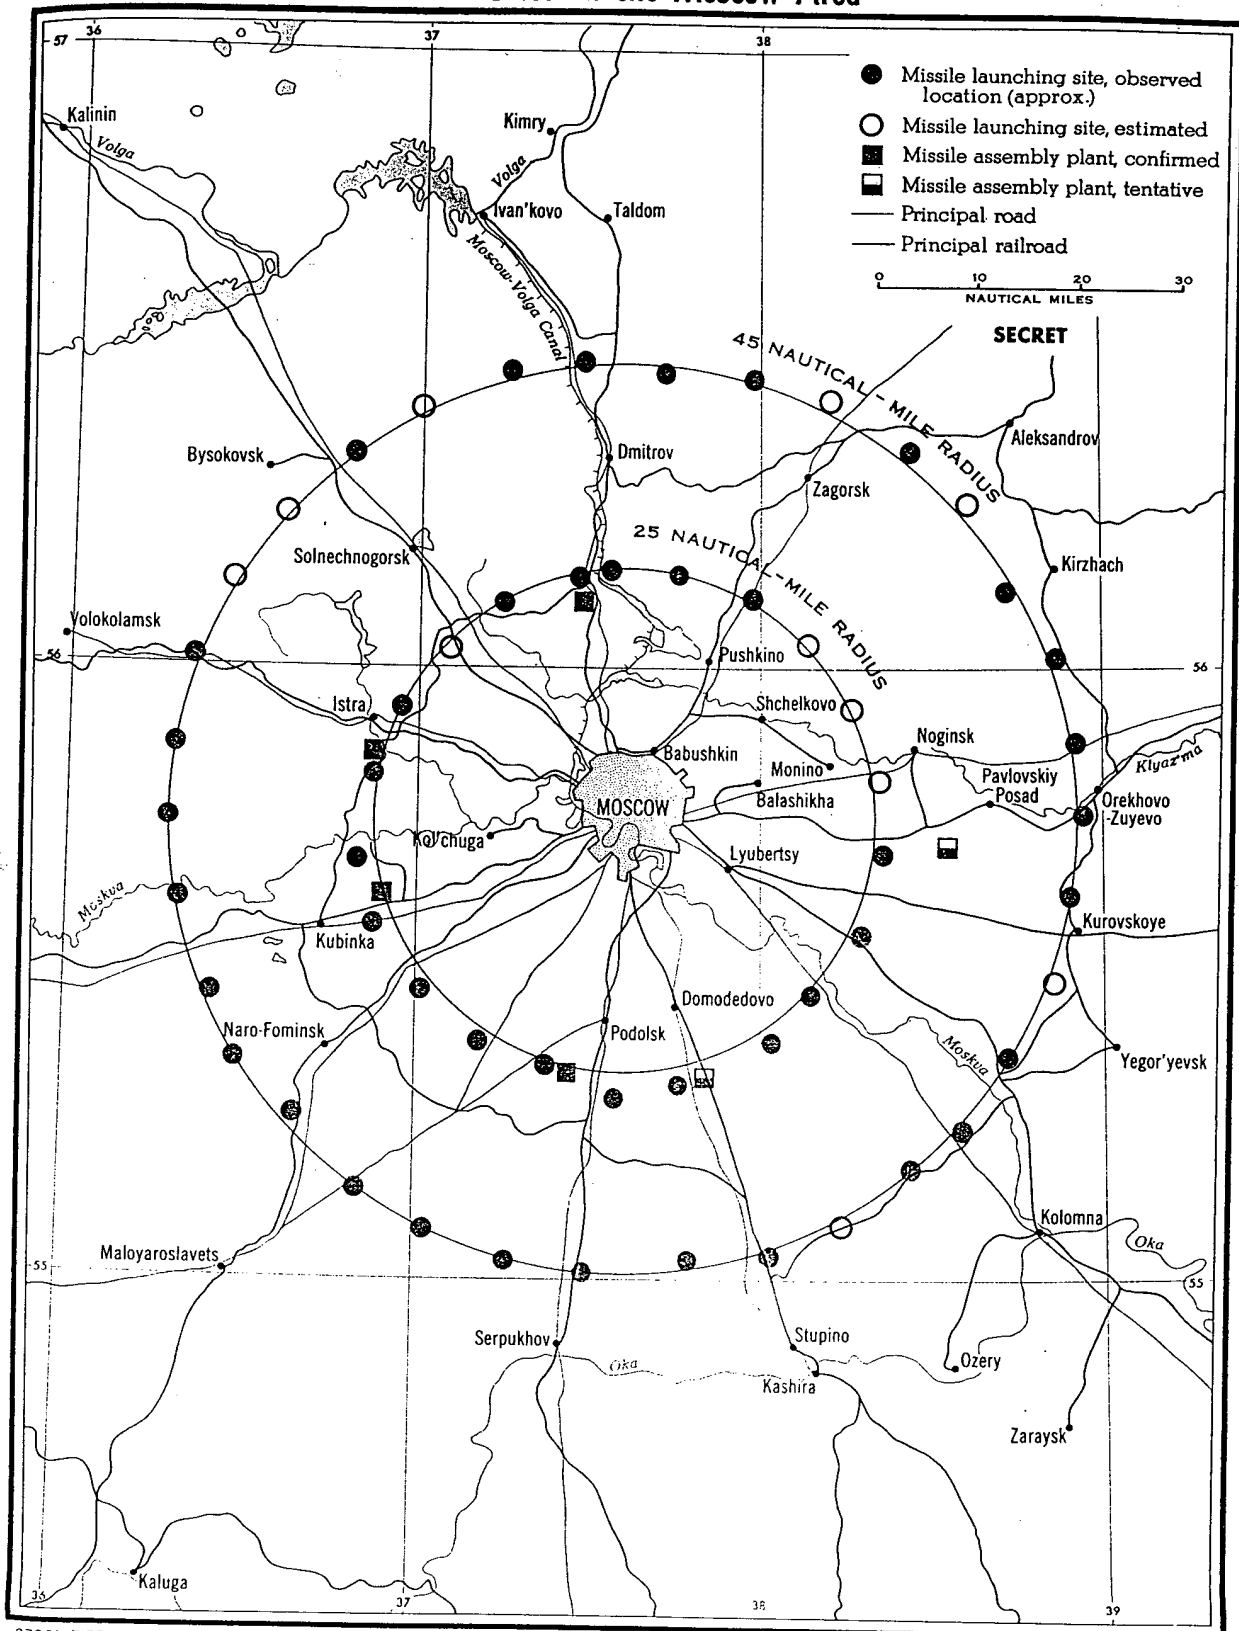 57
36
37
38
Missile launching site, observed
location (approx.)
Missile launching site, estimated
Missile assembly plant, confirmed
Missile assembly plant, tentative
Principal road
Principal railroad
0 10 20 30
NAUTICAL MILES
SECRET
Kalinin
Volga
Kimry
Volga
Ivan'kovo
Taldom
Moscow-Volga Canal
45 NAUTICAL-MILE RADIUS
Aleksandrov
Bysokovsk
Dmitrov
Zagorsk
25 NAUTICAL-MILE RADIUS
Solnechnogorsk
Kirzhach
Volokolamsk
56
56
Pushkino
Istra
Shchelkovo
Babushkin
Noginsk
Monino
Klyaz'ma
Pavlovskiy
Posad
Balashikha
Orekhovo
-Zuyevo
MOSCOW
Kol'chuga
Lyubertsy
Moskva
Kubinka
Kurovskoye
Domodedovo
Naro-Fominsk
Podolsk
Moskva
Yegor'yevsk
Kolomna
Oka
Maloyaroslavets
55
55
Serpukhov
Stupino
Oka
Ozery
Kashira
Zaraysk
Kaluga
36
37
38
39